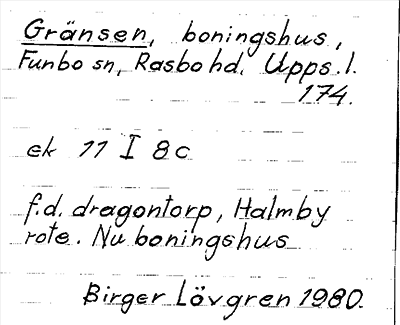 Gränsen, boningshus,
Funbo sn, Rasbo hd. Upps. l.
174.
ek 11 I 8c
f.d. dragontorp, Halmby
rote. Nu boningshus
Birger Lövgren 1980.